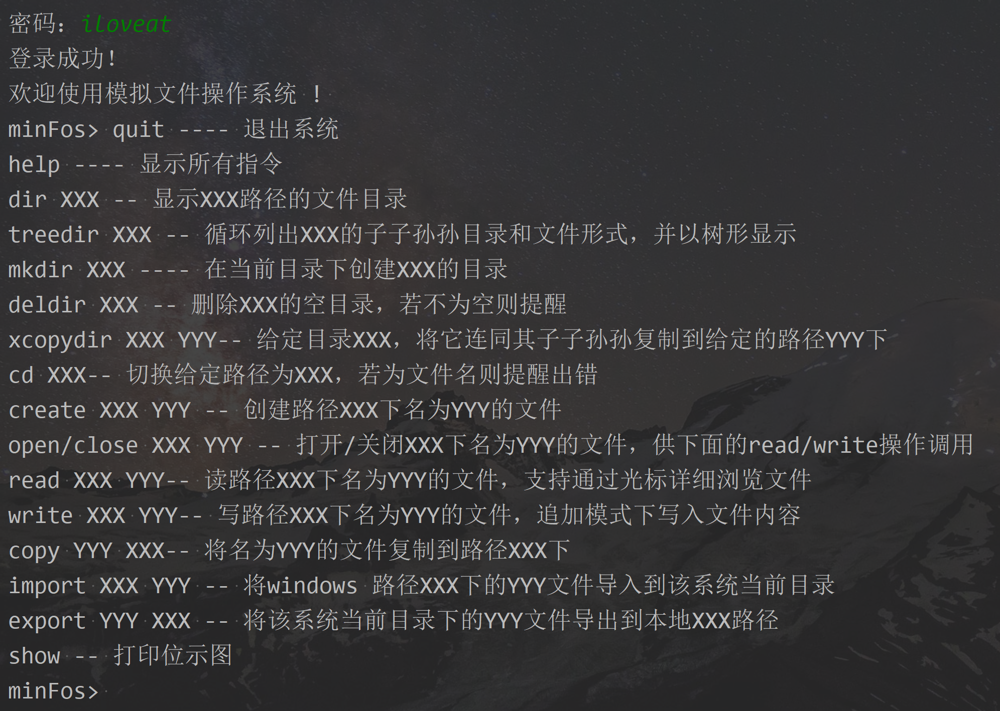 密码：iloveat
登录成功！
欢迎使用模拟文件操作系统 ！
minFos> quit ---- 退出系统
help ---- 显示所有指令
dir XXX -- 显示XXX路径的文件目录
treedir XXX -- 循环列出XXX的子子孙孙目录和文件形式，并以树形显示
mkdir XXX ---- 在当前目录下创建XXX的目录
deldir XXX -- 删除XXX的空目录，若不为空则提醒
xcopydir XXX YYY-- 给定目录XXX，将它连同其子子孙孙复制到给定的路径YYY下
cd XXX-- 切换给定路径为XXX，若为文件名则提醒出错
create XXX YYY -- 创建路径XXX下名为YYY的文件
open/close XXX YYY -- 打开/关闭XXX下名为YYY的文件，供下面的read/write操作调用
read XXX YYY-- 读路径XXX下名为YYY的文件，支持通过光标详细浏览文件
write XXX YYY-- 写路径XXX下名为YYY的文件，追加模式下写入文件内容
copy YYY XXX-- 将名为YYY的文件复制到路径XXX下
import XXX YYY -- 将windows 路径XXX下的YYY文件导入到该系统当前目录
export YYY XXX -- 将该系统当前目录下的YYY文件导出到本地XXX路径
show -- 打印位示图
minFos>